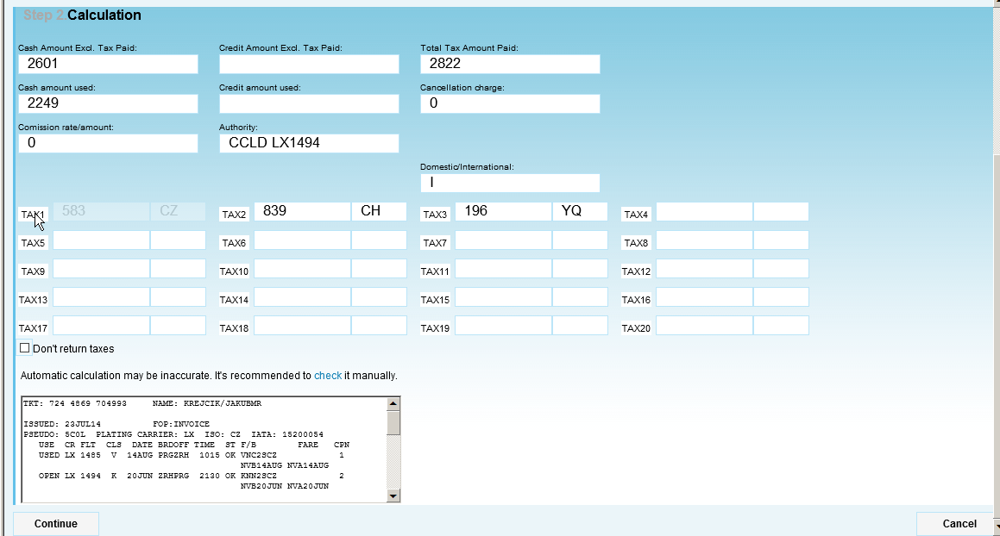 Step 2.Calculation
Cash Amount Excl. Tax Paid: Credit Amount Excl. Tax Paid: Total Tax Amount Paid:
2601 2822
Cash amount used: Credit amount used: Cancellation charge:
2249 0
Comission rate/amount: Authority:
0 CCLD LX1494
Domestic/International:
I
TAX1 583 CZ TAX2 839 CH TAX3 196 YQ TAX4
TAX5 TAX6 TAX7 TAX8
TAX9 TAX10 TAX11 TAX12
TAX13 TAX14 TAX15 TAX16
TAX17 TAX18 TAX19 TAX20
Don't return taxes
Automatic calculation may be inaccurate. It's recommended to check it manually.
TKT: 724 4869 704993 NAME: KREJCIK/JAKUBMR
ISSUED: 23JUL14 FOP:INVOICE
PSEUDO: 5C0L PLATING CARRIER: LX ISO: CZ IATA: 15200054
USE CR FLT CLS DATE BRDOFF TIME ST F/B FARE CPN
USED LX 1485 V 14AUG PRGZRH 1015 OK VNC2SCZ 1
NVB14AUG NVA14AUG
OPEN LX 1494 K 20JUN ZRHPRG 2130 OK KNN2SCZ 2
NVB20JUN NVA20JUN
Continue Cancel